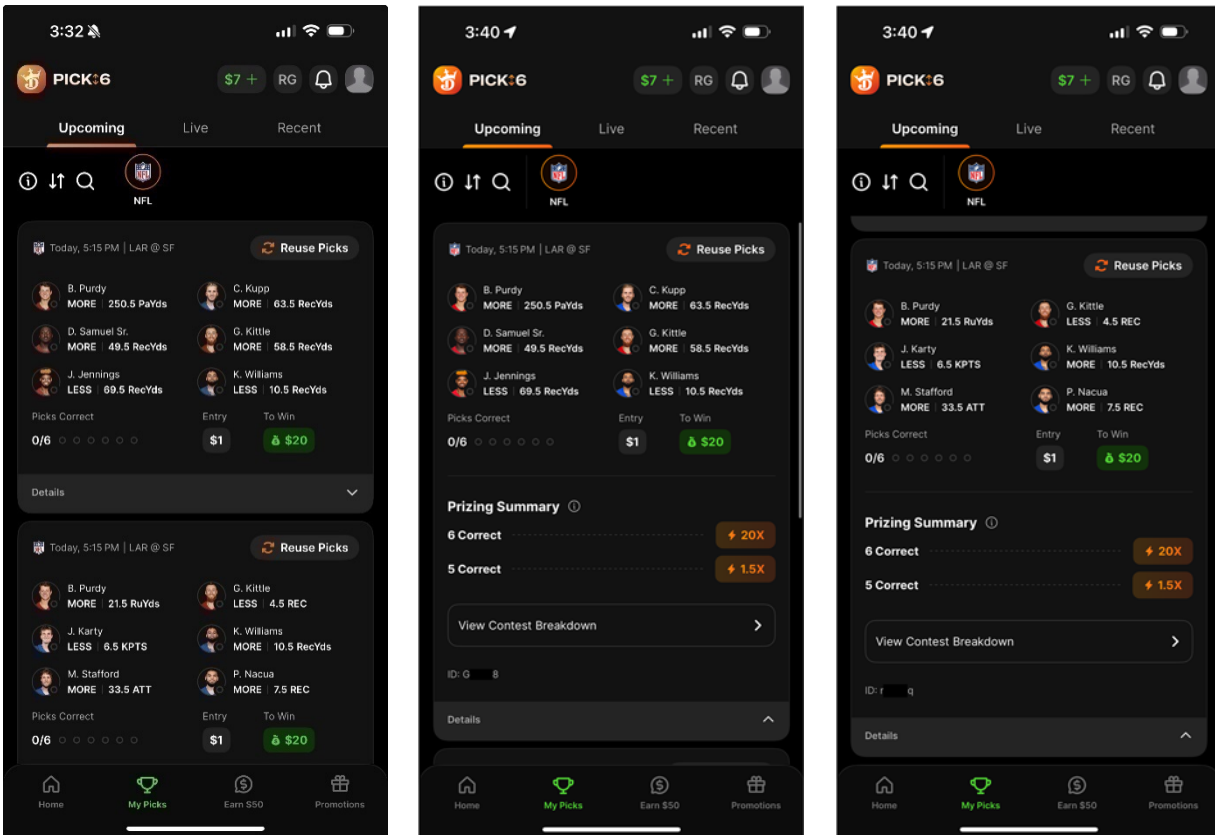 3:32
PICK6
$7 +
RG
Upcoming
Live
Recent
NFL
Today, 5:15 PM | LAR @ SF
Reuse Picks
B. Purdy
MORE | 250.5 PaYds
C. Kupp
MORE | 63.5 RecYds
D. Samuel Sr.
MORE | 49.5 RecYds
G. Kittle
MORE | 58.5 RecYds
J. Jennings
LESS | 69.5 RecYds
K. Williams
LESS | 10.5 RecYds
Picks Correct
Entry
To Win
0/6
$1
$20
Details
Today, 5:15 PM | LAR @ SF
Reuse Picks
B. Purdy
MORE | 21.5 RuYds
G. Kittle
LESS | 4.5 REC
J. Karty
LESS | 6.5 KPTS
K. Williams
MORE | 10.5 RecYds
M. Stafford
MORE | 33.5 ATT
P. Nacua
MORE | 7.5 REC
Picks Correct
Entry
To Win
0/6
$1
$20
Home
My Picks
Earn $50
Promotions
3:40
PICK6
$7 +
RG
Upcoming
Live
Recent
NFL
Today, 5:15 PM | LAR @ SF
Reuse Picks
B. Purdy
MORE | 250.5 PaYds
C. Kupp
MORE | 63.5 RecYds
D. Samuel Sr.
MORE | 49.5 RecYds
G. Kittle
MORE | 58.5 RecYds
J. Jennings
LESS | 69.5 RecYds
K. Williams
LESS | 10.5 RecYds
Picks Correct
Entry
To Win
0/6
$1
$20
Prizing Summary
6 Correct
20X
5 Correct
1.5X
View Contest Breakdown
ID: G 8
Details
Home
My Picks
Earn $50
Promotions
3:40
PICK6
$7 +
RG
Upcoming
Live
Recent
NFL
Today, 5:15 PM | LAR @ SF
Reuse Picks
B. Purdy
MORE | 21.5 RuYds
G. Kittle
LESS | 4.5 REC
J. Karty
LESS | 6.5 KPTS
K. Williams
MORE | 10.5 RecYds
M. Stafford
MORE | 33.5 ATT
P. Nacua
MORE | 7.5 REC
Picks Correct
Entry
To Win
0/6
$1
$20
Prizing Summary
6 Correct
20X
5 Correct
1.5X
View Contest Breakdown
ID: r q
Details
Home
My Picks
Earn $50
Promotions